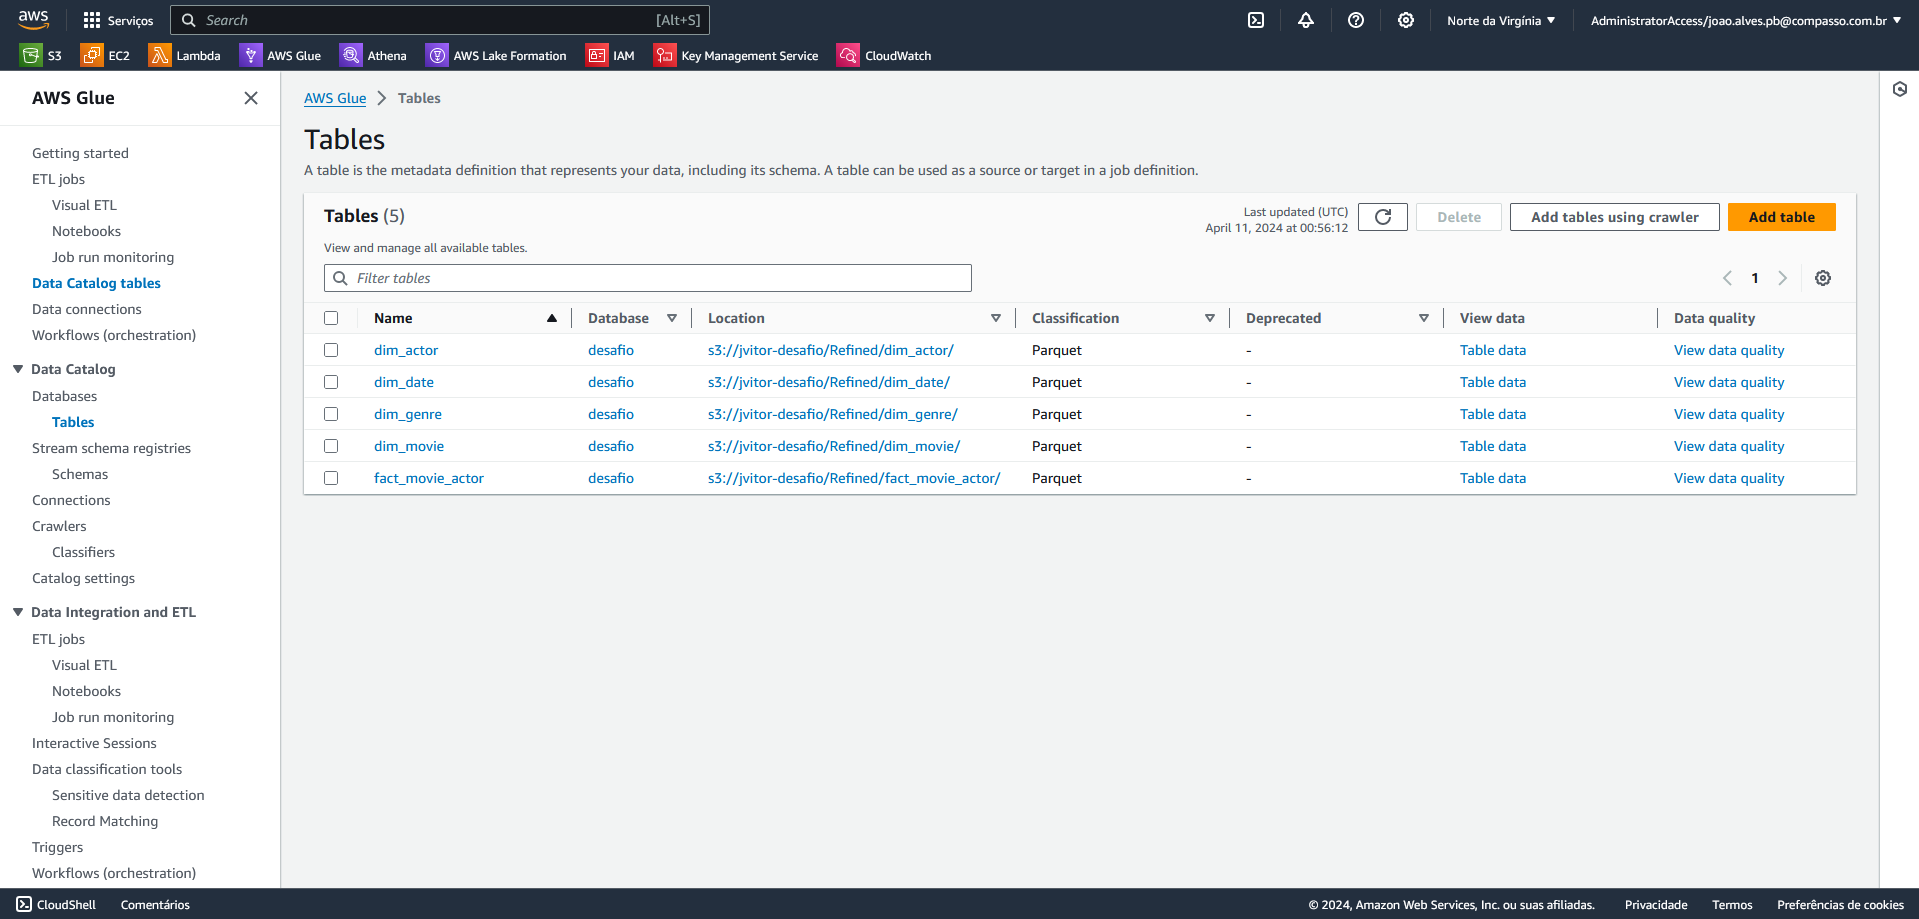 aws Serviços Search [Alt+S] Norte da Virgínia AdministratorAccess/joao.alves.pb@compasso.com.br
S3 EC2 Lambda AWS Glue Athena AWS Lake Formation IAM Key Management Service CloudWatch
AWS Glue
Getting started
ETL jobs
Visual ETL
Notebooks
Job run monitoring
Data Catalog tables
Data connections
Workflows (orchestration)
Data Catalog
Databases
Tables
Stream schema registries
Schemas
Connections
Crawlers
Classifiers
Catalog settings
Data Integration and ETL
ETL jobs
Visual ETL
Notebooks
Job run monitoring
Interactive Sessions
Data classification tools
Sensitive data detection
Record Matching
Triggers
Workflows (orchestration)
AWS Glue Tables
Tables
A table is the metadata definition that represents your data, including its schema. A table can be used as a source or target in a job definition.
Tables (5)
View and manage all available tables.
Last updated (UTC)
April 11, 2024 at 00:56:12
Delete Add tables using crawler Add table
Filter tables 1
Name Database Location Classification Deprecated View data Data quality
dim_actor desafio s3://jvitor-desafio/Refined/dim_actor/ Parquet - Table data View data quality
dim_date desafio s3://jvitor-desafio/Refined/dim_date/ Parquet - Table data View data quality
dim_genre desafio s3://jvitor-desafio/Refined/dim_genre/ Parquet - Table data View data quality
dim_movie desafio s3://jvitor-desafio/Refined/dim_movie/ Parquet - Table data View data quality
fact_movie_actor desafio s3://jvitor-desafio/Refined/fact_movie_actor/ Parquet - Table data View data quality
CloudShell Comentários © 2024, Amazon Web Services, Inc. ou suas afiliadas. Privacidade Termos Preferências de cookies